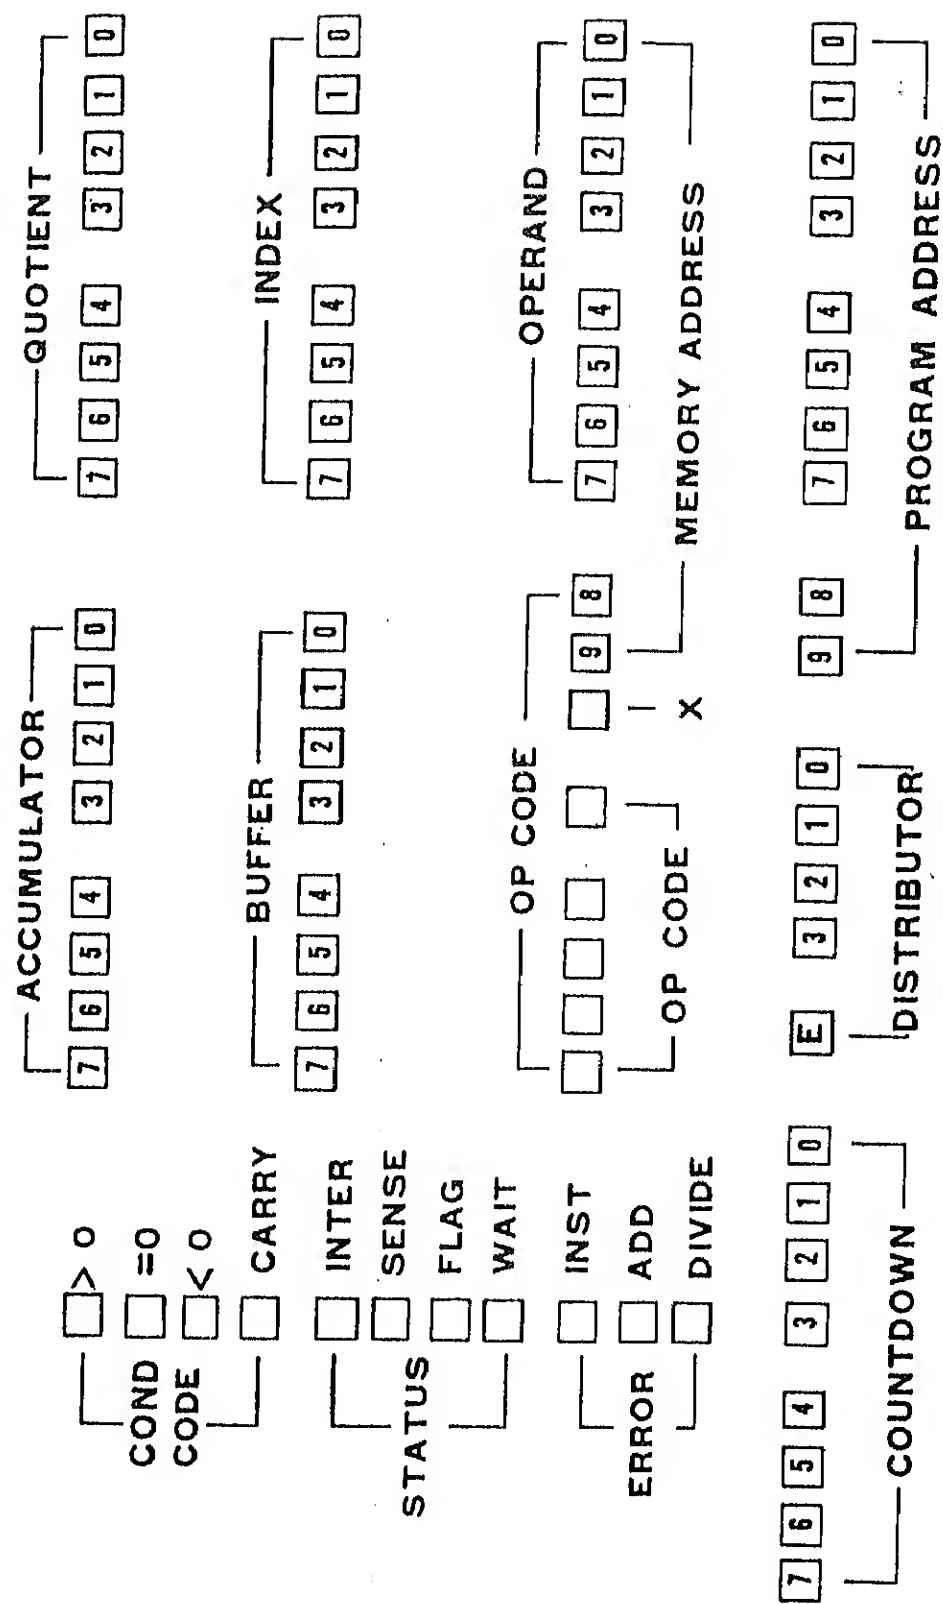 ACCUMULATOR
7 6 5 4 3 2 1 0
QUOTIENT
7 6 5 4 3 2 1 0
COND
CODE
> 0
=0
< 0
CARRY
BUFFER
7 6 5 4 3 2 1 0
INDEX
7 6 5 4 3 2 1 0
STATUS
INTER
SENSE
FLAG
WAIT
OP CODE
9 8
OP CODE
X
OPERAND
7 6 5 4 3 2 1 0
MEMORY ADDRESS
ERROR
INST
ADD
DIVIDE
7 6 5 4 3 2 1 0
COUNTDOWN
E 3 2 1 0
DISTRIBUTOR
9 8 7 6 5 4 3 2 1 0
PROGRAM ADDRESS